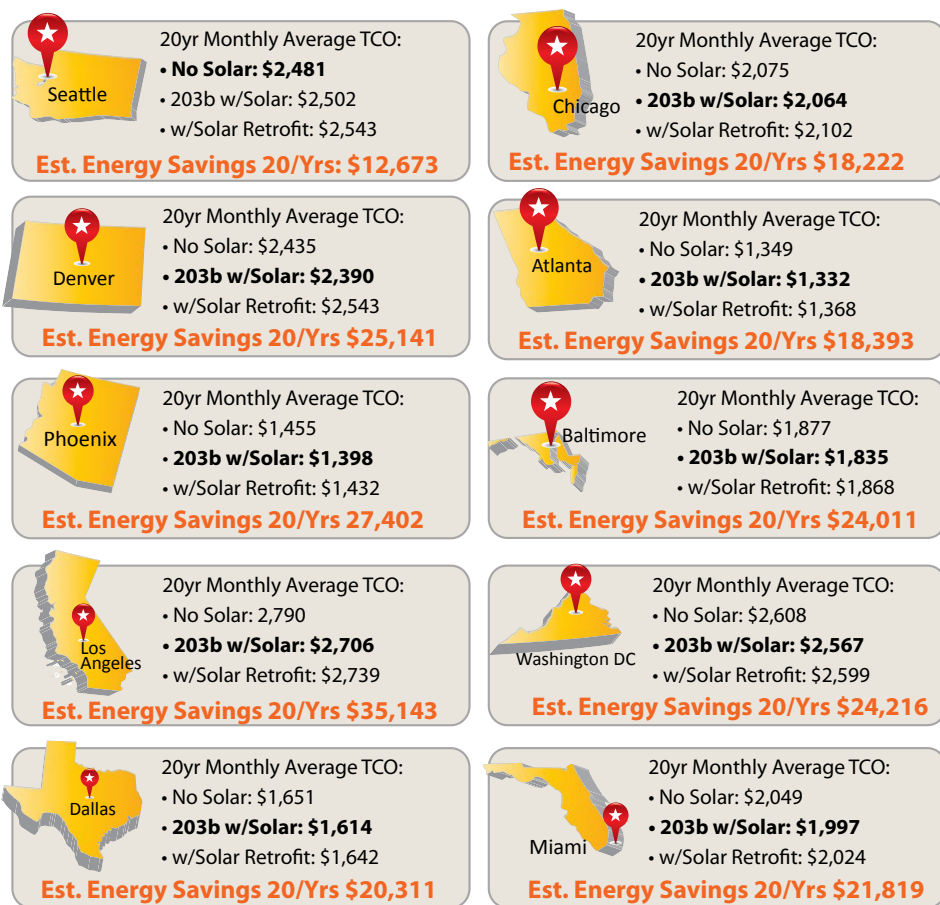 20yr Monthly Average TCO:
• No Solar: $2,481
Seattle
• 203b w/Solar: $2,502
• w/Solar Retrofit: $2,543
Est. Energy Savings 20/Yrs: $12,673
20yr Monthly Average TCO:
• No Solar: $2,075
Chicago
• 203b w/Solar: $2,064
• w/Solar Retrofit: $2,102
Est. Energy Savings 20/Yrs $18,222
20yr Monthly Average TCO:
• No Solar: $2,435
Denver
• 203b w/Solar: $2,390
• w/Solar Retrofit: $2,543
Est. Energy Savings 20/Yrs $25,141
20yr Monthly Average TCO:
• No Solar: $1,349
Atlanta
• 203b w/Solar: $1,332
• w/Solar Retrofit: $1,368
Est. Energy Savings 20/Yrs $18,393
20yr Monthly Average TCO:
• No Solar: $1,455
Phoenix
• 203b w/Solar: $1,398
• w/Solar Retrofit: $1,432
Est. Energy Savings 20/Yrs 27,402
20yr Monthly Average TCO:
• No Solar: $1,877
Baltimore
• 203b w/Solar: $1,835
• w/Solar Retrofit: $1,868
Est. Energy Savings 20/Yrs $24,011
20yr Monthly Average TCO:
• No Solar: 2,790
• 203b w/Solar: $2,706
Los
Angeles
• w/Solar Retrofit: $2,739
Est. Energy Savings 20/Yrs $35,143
20yr Monthly Average TCO:
• No Solar: $2,608
• 203b w/Solar: $2,567
Washington DC
• w/Solar Retrofit: $2,599
Est. Energy Savings 20/Yrs $24,216
20yr Monthly Average TCO:
• No Solar: $1,651
Dallas
• 203b w/Solar: $1,614
• w/Solar Retrofit: $1,642
Est. Energy Savings 20/Yrs $20,311
20yr Monthly Average TCO:
• No Solar: $2,049
• 203b w/Solar: $1,997
Miami
• w/Solar Retrofit: $2,024
Est. Energy Savings 20/Yrs $21,819